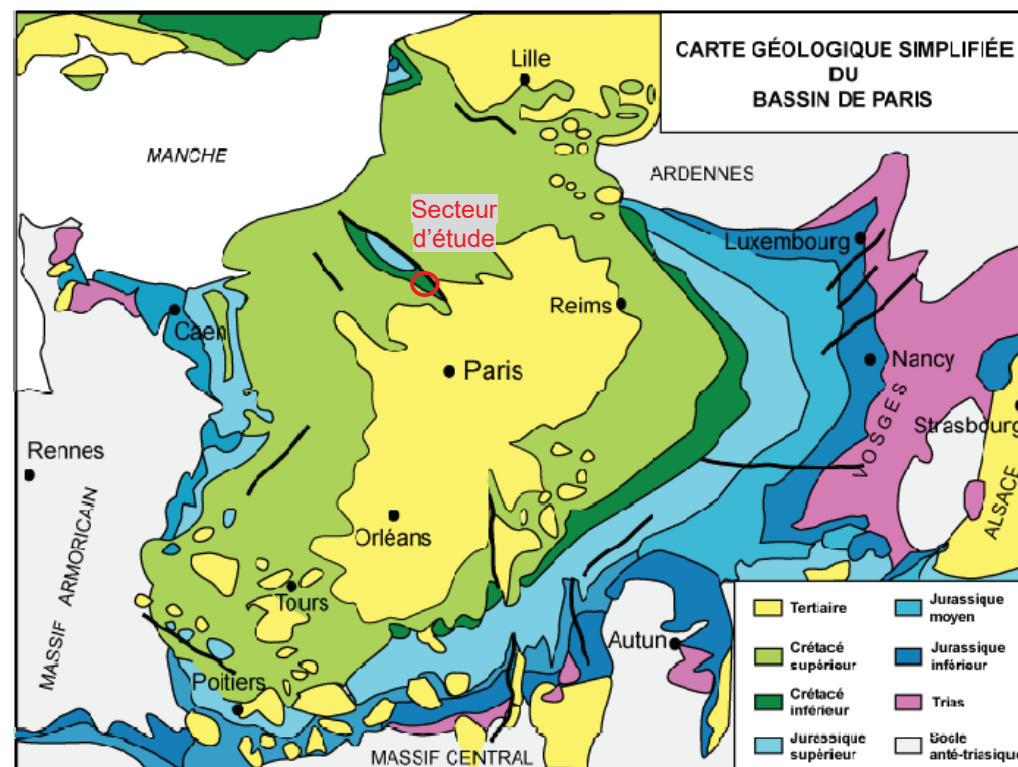 CARTE GÉOLOGIQUE SIMPLIFIÉE
DU
BASSIN DE PARIS
Lille
MANCHE
ARDENNES
Secteur
d'étude
Luxembourg
Reims
Caen
Paris
Nancy
VOSGES
Strasbourg
Rennes
ALSACE
MASSIF ARMORICAIN
Orléans
Tours
Autun
Poitiers
MASSIF CENTRAL
Tertiaire
Crétacé
supérieur
Crétacé
inférieur
Jurassique
supérieur
Jurassique
moyen
Jurassique
inférieur
Trias
Socle
anté-triasique